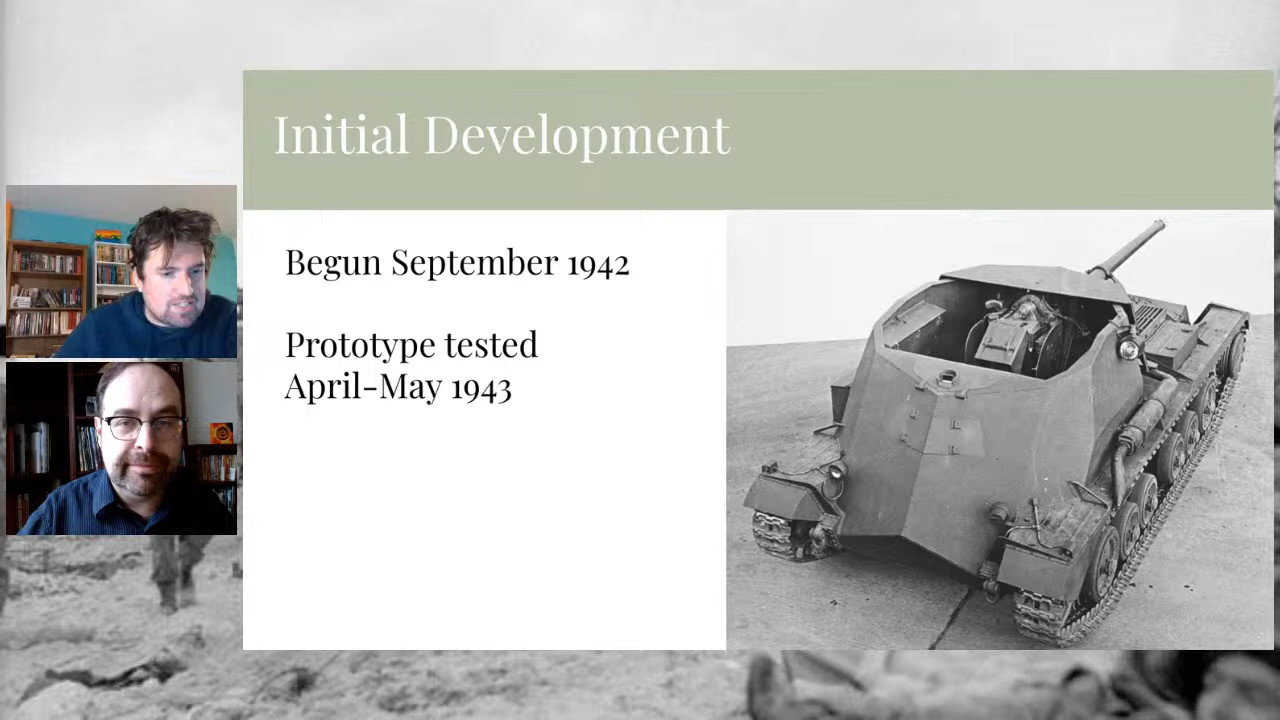 Initial Development
Begun September 1942
Prototype tested
April-May 1943